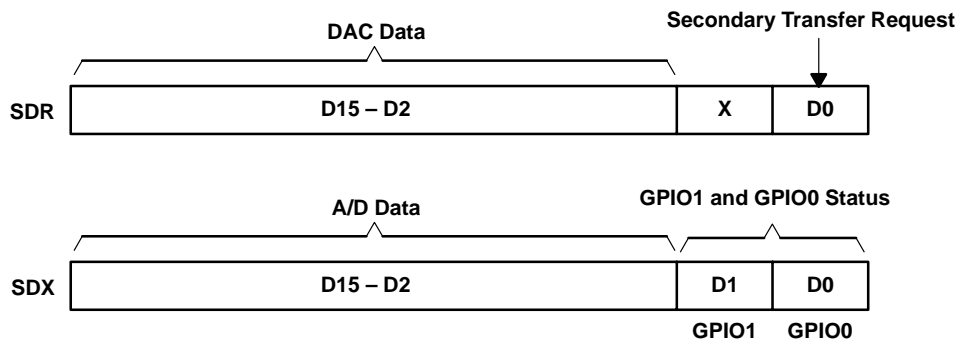 Secondary Transfer Request
DAC Data
SDR D15 – D2 X D0
A/D Data GPIO1 and GPIO0 Status
SDX D15 – D2 D1 D0
GPIO1 GPIO0